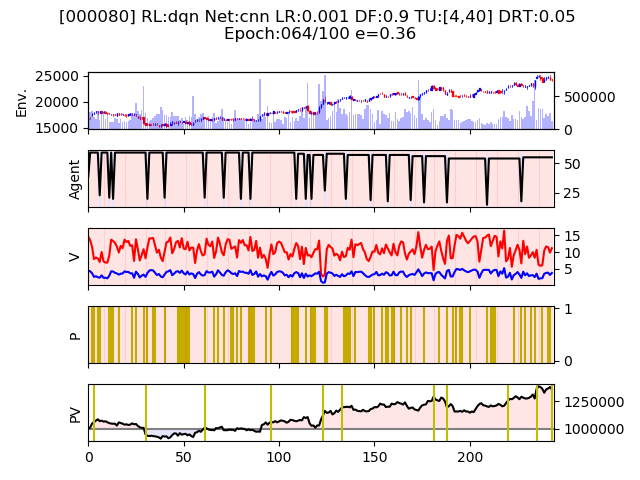 [000080] RL:dqn Net:cnn LR:0.001 DF:0.9 TU:[4,40] DRT:0.05
Epoch:064/100 e=0.36
Env.
25000
20000
15000
500000
0
Agent
50
25
V
15
10
5
P
1
0
PV
1250000
1000000
0 50 100 150 200